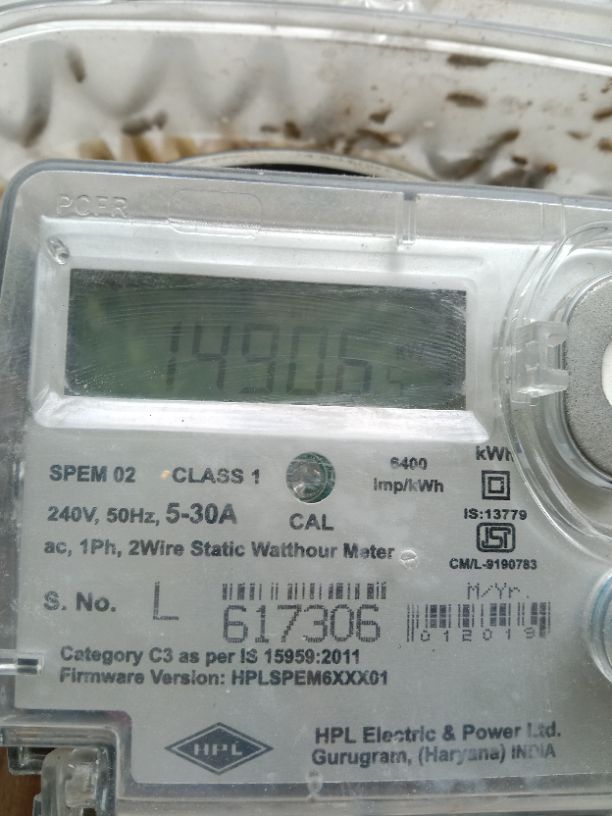 14906
SPEM 02 CLASS 1
6400
Imp/kWh
kWh
240V, 50Hz, 5-30A
CAL
IS:13779
ac, 1Ph, 2Wire Static Watthour Meter
CM/L-9190783
S. No. L 617306
M/Yr.
012019
Category C3 as per IS 15959:2011
Firmware Version: HPLSPEM6XXX01
HPL
HPL Electric & Power Ltd.
Gurugram, (Haryana) INDIA